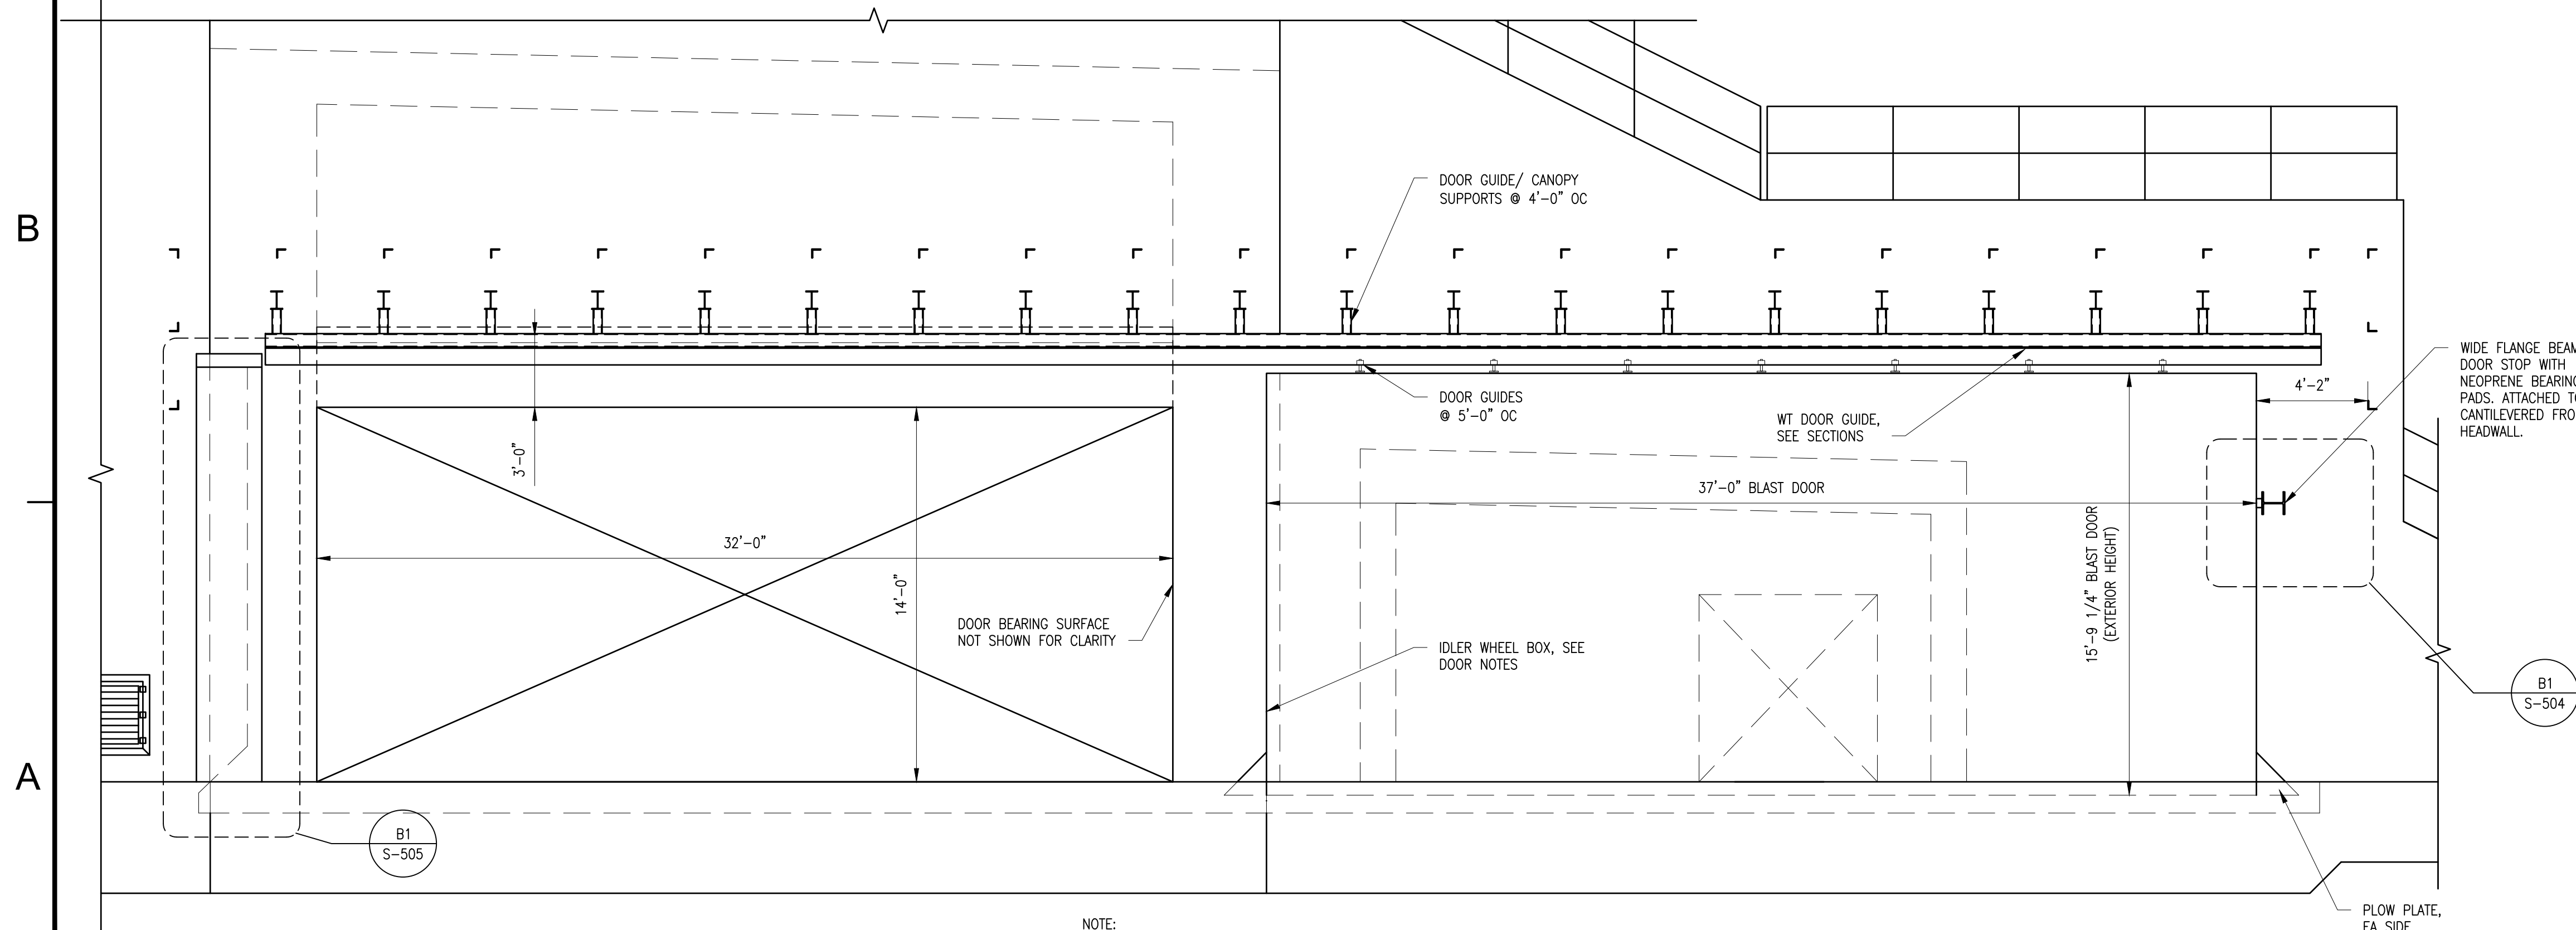 B
A
DOOR GUIDE/ CANOPY
SUPPORTS @ 4'-0" OC
DOOR GUIDES
@ 5'-0" OC
WT DOOR GUIDE,
SEE SECTIONS
4'-2"
WIDE FLANGE BEAM
DOOR STOP WITH
NEOPRENE BEARING
PADS. ATTACHED TO
CANTILEVERED FRO
HEADWALL.
3'-0"
32'-0"
14'-0"
37'-0" BLAST DOOR
15'-9 1/4" BLAST DOOR
(EXTERIOR HEIGHT)
DOOR BEARING SURFACE
NOT SHOWN FOR CLARITY
IDLER WHEEL BOX, SEE
DOOR NOTES
B1
S-504
B1
S-505
NOTE:
PLOW PLATE,
EA SIDE